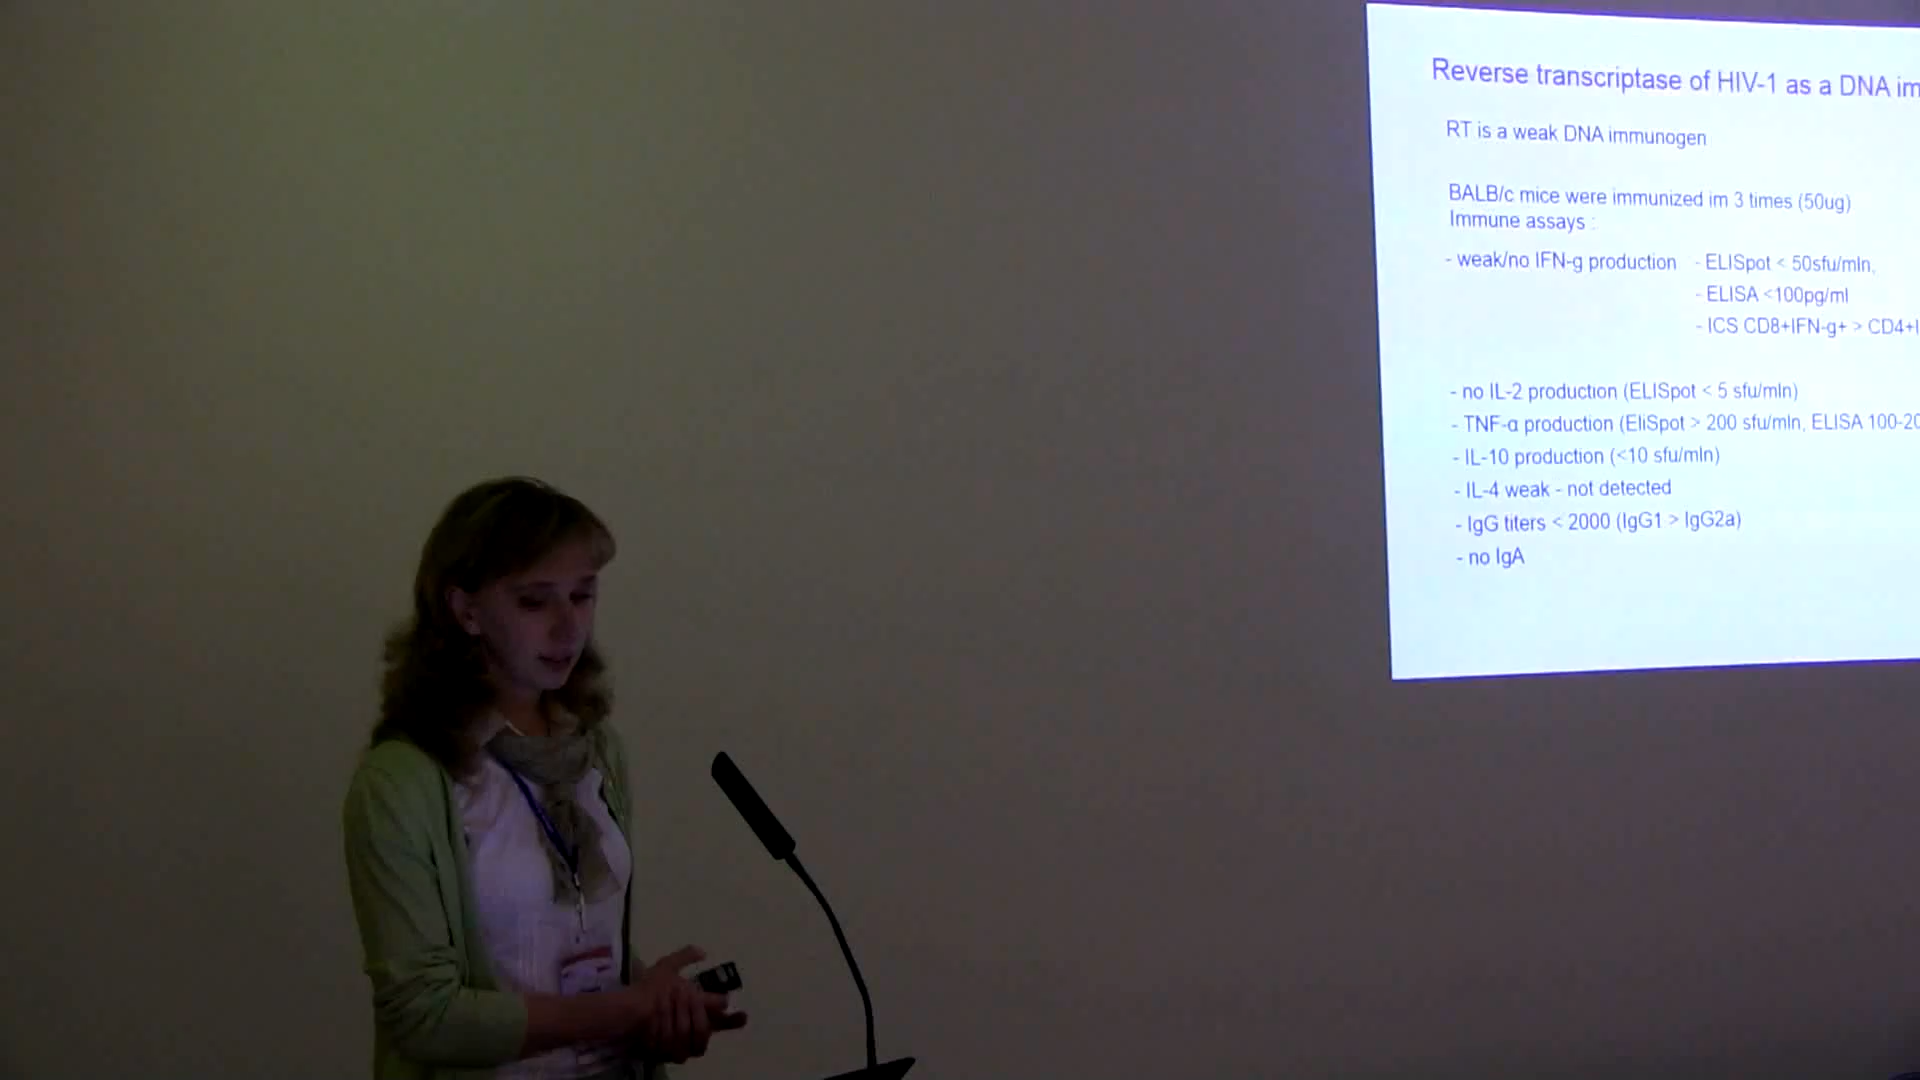 Reverse transcriptase of HIV-1 as a DNA im
RT is a weak DNA immunogen
BALB/c mice were immunized im 3 times (50ug)
Immune assays :
- weak/no IFN-g production - ELISpot < 50sfu/mln,
- ELISA <100pg/ml
- ICS CD8+IFN-g+ > CD4+I
- no IL-2 production (ELISpot < 5 sfu/mln)
- TNF-α production (EliSpot > 200 sfu/mln, ELISA 100-20
- IL-10 production (<10 sfu/mln)
- IL-4 weak - not detected
- IgG titers < 2000 (IgG1 > IgG2a)
- no IgA